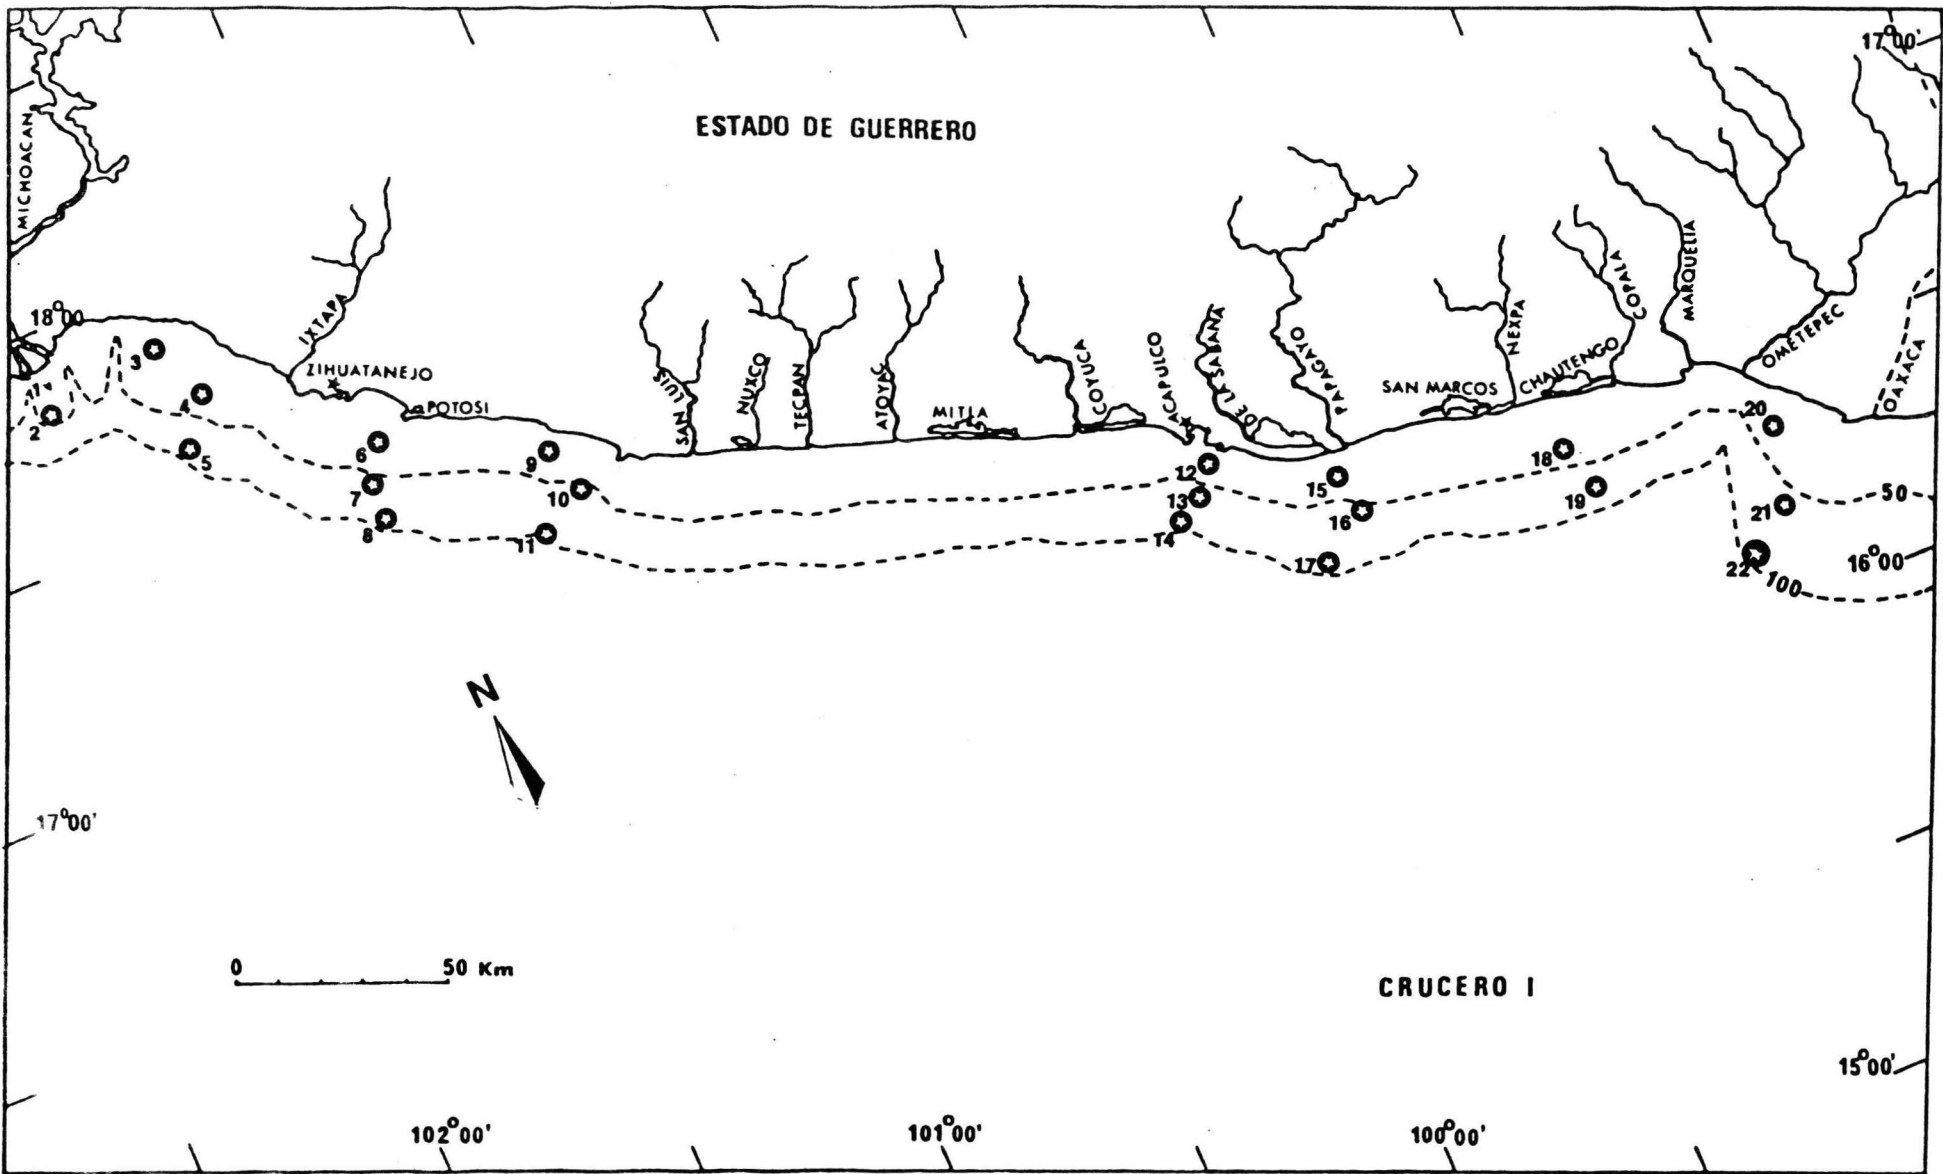 17°00'
ESTADO DE GUERRERO
MICHOACAN
18°00
IXTAPA
ZIHUATANEJO
POTOSI
SAN LUIS
NUXCO
TECPAN
ATOYAC
MITLA
COYUCA
ACAPULCO
DE LA SABANA
PAPAGAYO
SAN MARCOS
NEXPA
CHAUTENGO
COPALA
MARQUELIA
OMETEPEC
OAXACA
1
2
3
4
5
6
7
8
9
10
11
12
13
14
15
16
17
18
19
20
21
22
50
100
16°00
N
17°00'
0 50 Km
CRUCERO I
15°00'
102°00' 101°00' 100°00'